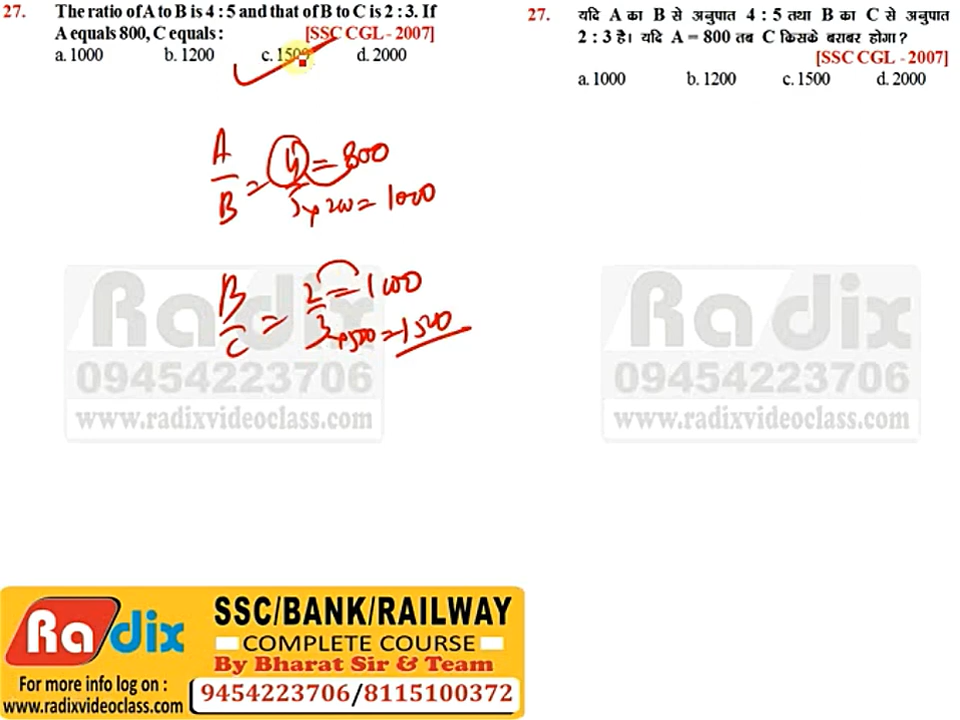 27. The ratio of A to B is 4 : 5 and that of B to C is 2 : 3. If
A equals 800, C equals : [SSC CGL - 2007]
a. 1000 b. 1200 c. 1500 d. 2000
A/B = 4/5 = 800
× 200 = 1000
B/C = 2/3 = 1000
× 500 = 1500
27. यदि A का B से अनुपात 4 : 5 तथा B का C से अनुपात
2 : 3 है। यदि A = 800 तब C किसके बराबर होगा ?
[SSC CGL - 2007]
a. 1000 b. 1200 c. 1500 d. 2000
Radix
09454223706
www.radixvideoclass.com
Radix
09454223706
www.radixvideoclass.com
Radix
For more info log on :
www.radixvideoclass.com
SSC/BANK/RAILWAY
COMPLETE COURSE
By Bharat Sir & Team
9454223706/8115100372